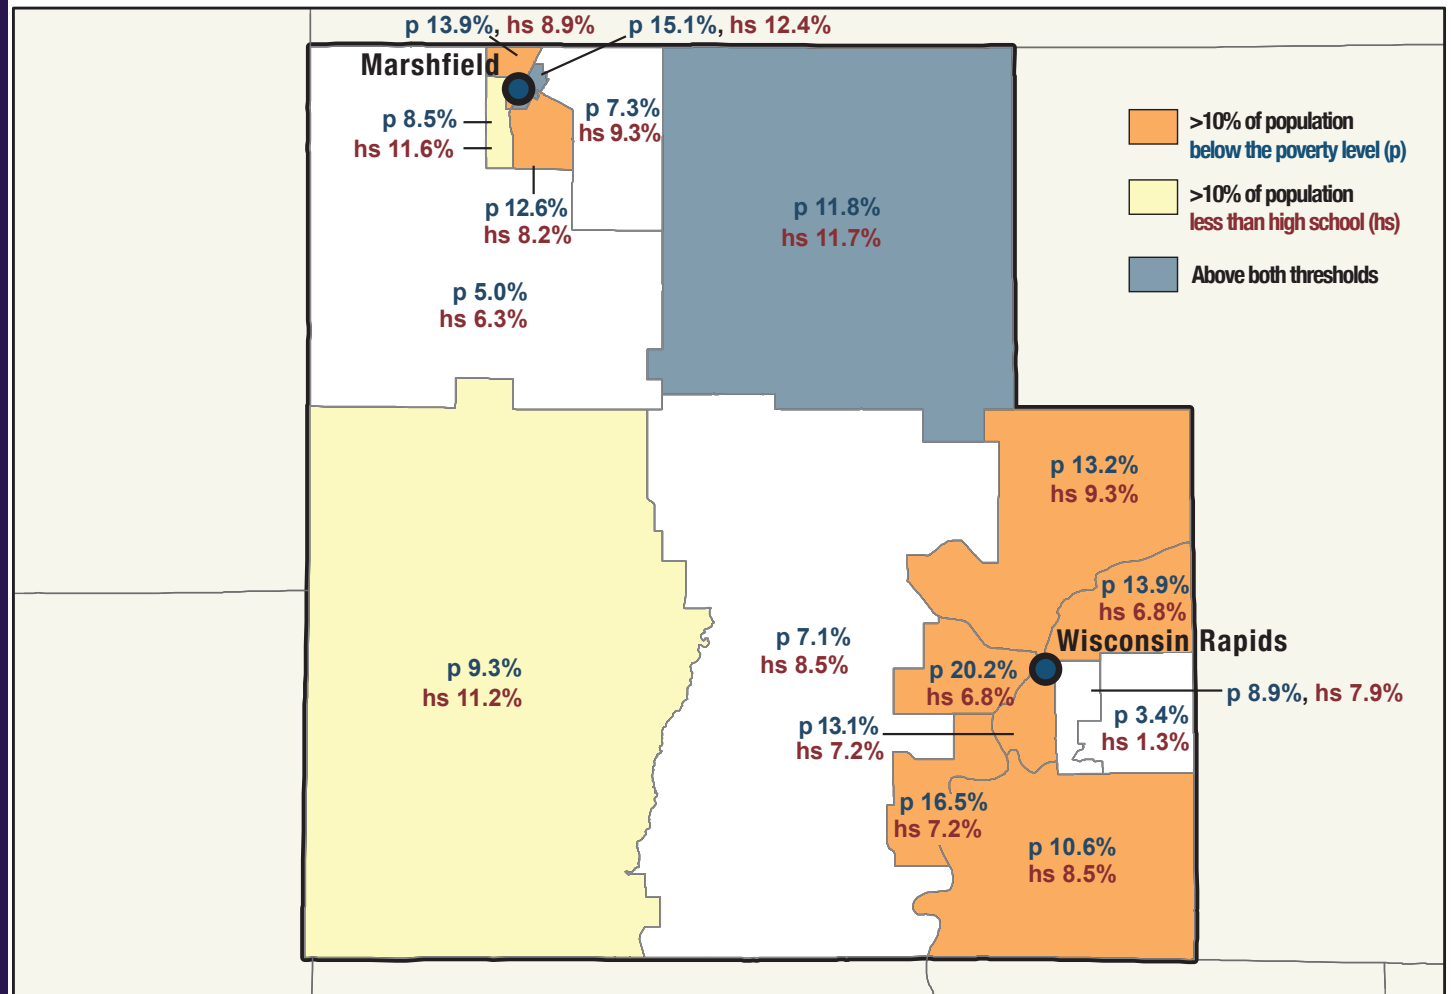 p 13.9%, hs 8.9%
p 15.1%, hs 12.4%
Marshfield
p 8.5%
hs 11.6%
p 7.3%
hs 9.3%
p 12.6%
hs 8.2%
p 5.0%
hs 6.3%
p 11.8%
hs 11.7%
>10% of population
below the poverty level (p)
>10% of population
less than high school (hs)
Above both thresholds
p 13.2%
hs 9.3%
p 13.9%
hs 6.8%
Wisconsin Rapids
p 9.3%
hs 11.2%
p 7.1%
hs 8.5%
p 20.2%
hs 6.8%
p 8.9%, hs 7.9%
p 3.4%
hs 1.3%
p 13.1%
hs 7.2%
p 16.5%
hs 7.2%
p 10.6%
hs 8.5%